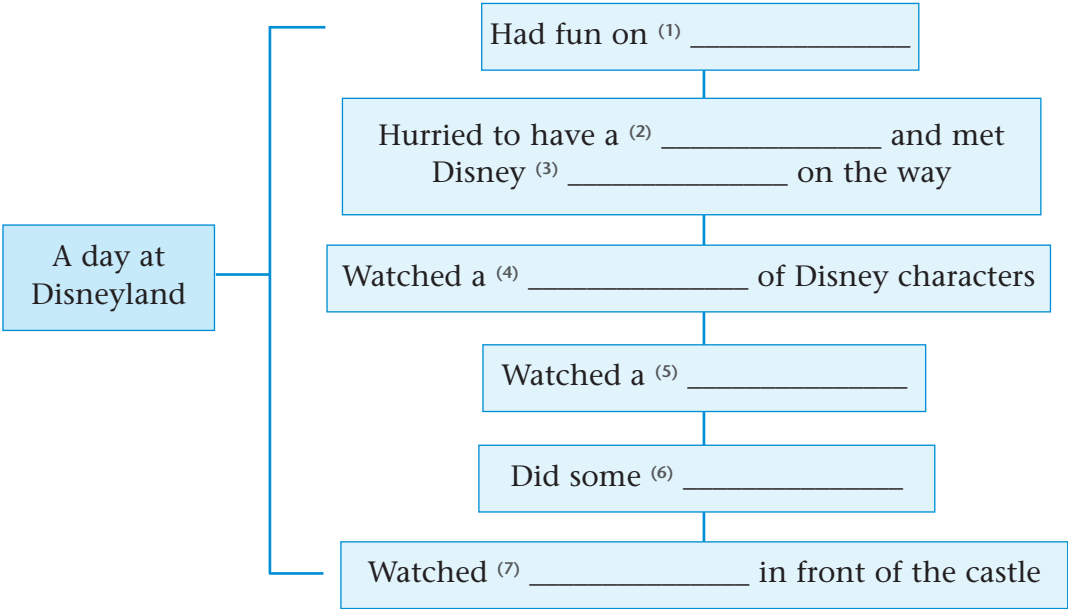 Had fun on (1) _______________
Hurried to have a (2) _______________ and met
Disney (3) _______________ on the way
A day at
Disneyland
Watched a (4) _______________ of Disney characters
Watched a (5) _______________
Did some (6) _______________
Watched (7) _______________ in front of the castle